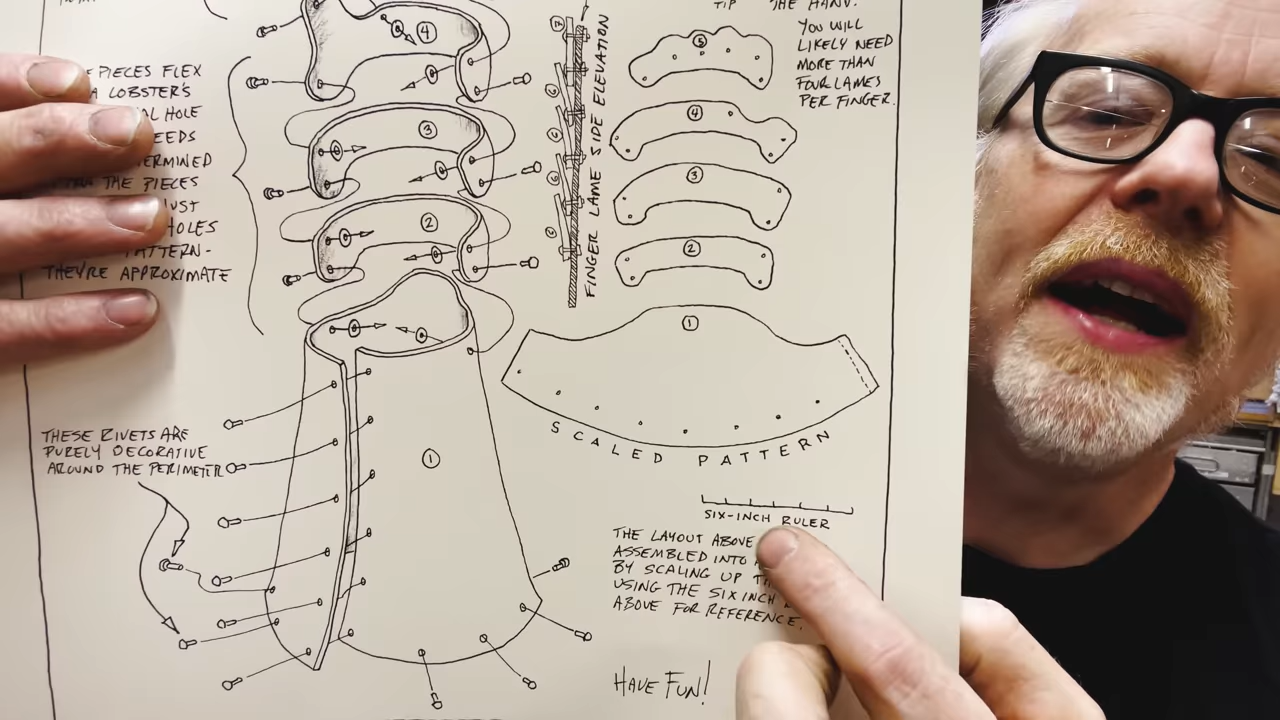 TIP THE HAND.
YOU WILL
LIKELY NEED
MORE THAN
FOUR LAMES
PER FINGER.
PIECES FLEX
A LOBSTER'S
HOLE
EEDS
ERMINED
THE PIECES
UST
HOLES
PATTERN-
THEY'RE APPROXIMATE
4
3
2
1
FINGER LAME SIDE ELEVATION
5
4
3
2
1
SCALED PATTERN
THESE RIVETS ARE
PURELY DECORATIVE
AROUND THE PERIMETER
SIX-INCH RULER
THE LAYOUT ABOVE
ASSEMBLED INTO
BY SCALING UP
USING THE SIX INCH
ABOVE FOR REFERENCE.
HAVE FUN!